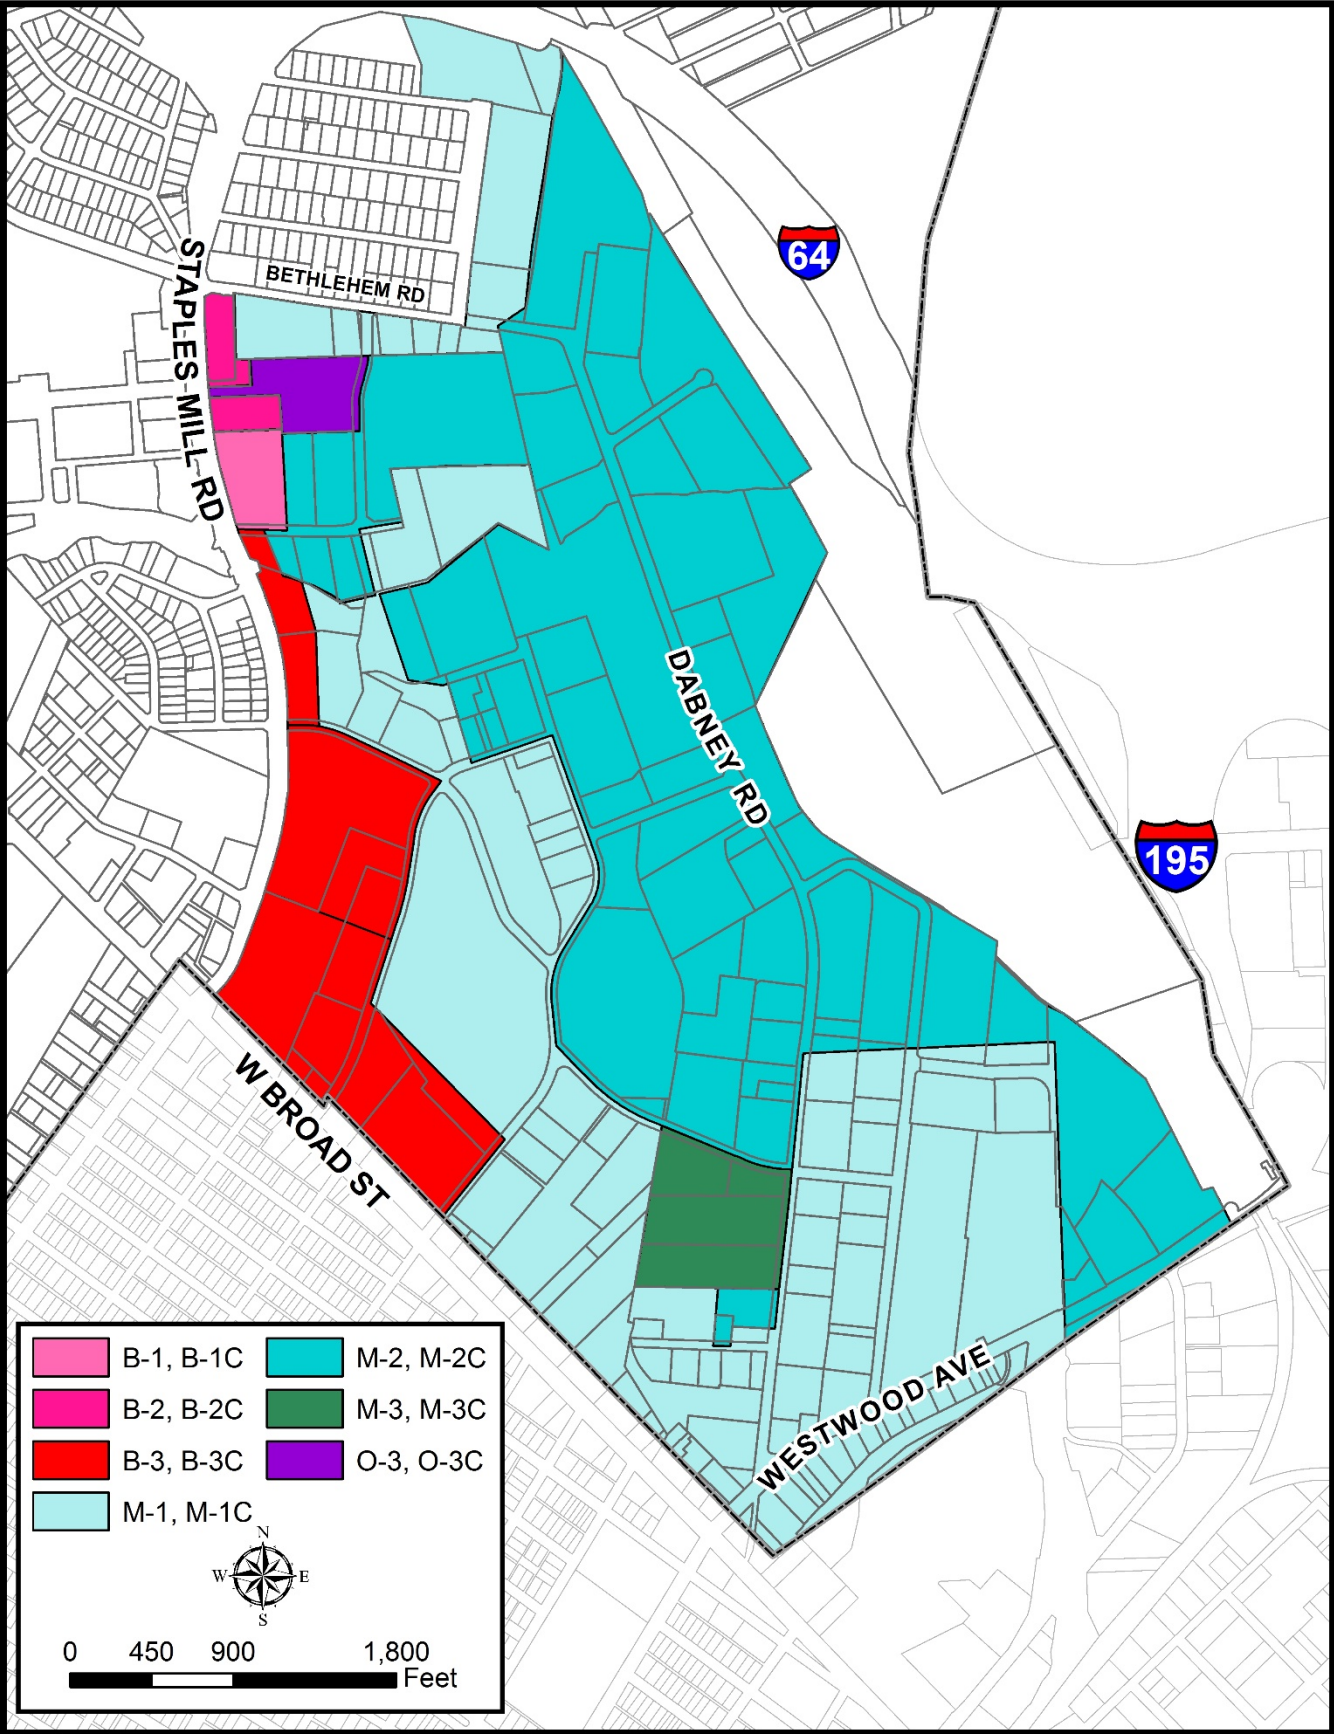 64
STAPLES MILL RD
BETHLEHEM RD
DABNEY RD
195
W BROAD ST
WESTWOOD AVE
B-1, B-1C
M-2, M-2C
B-2, B-2C
M-3, M-3C
B-3, B-3C
O-3, O-3C
M-1, M-1C
N
W E
S
0 450 900 1,800
Feet